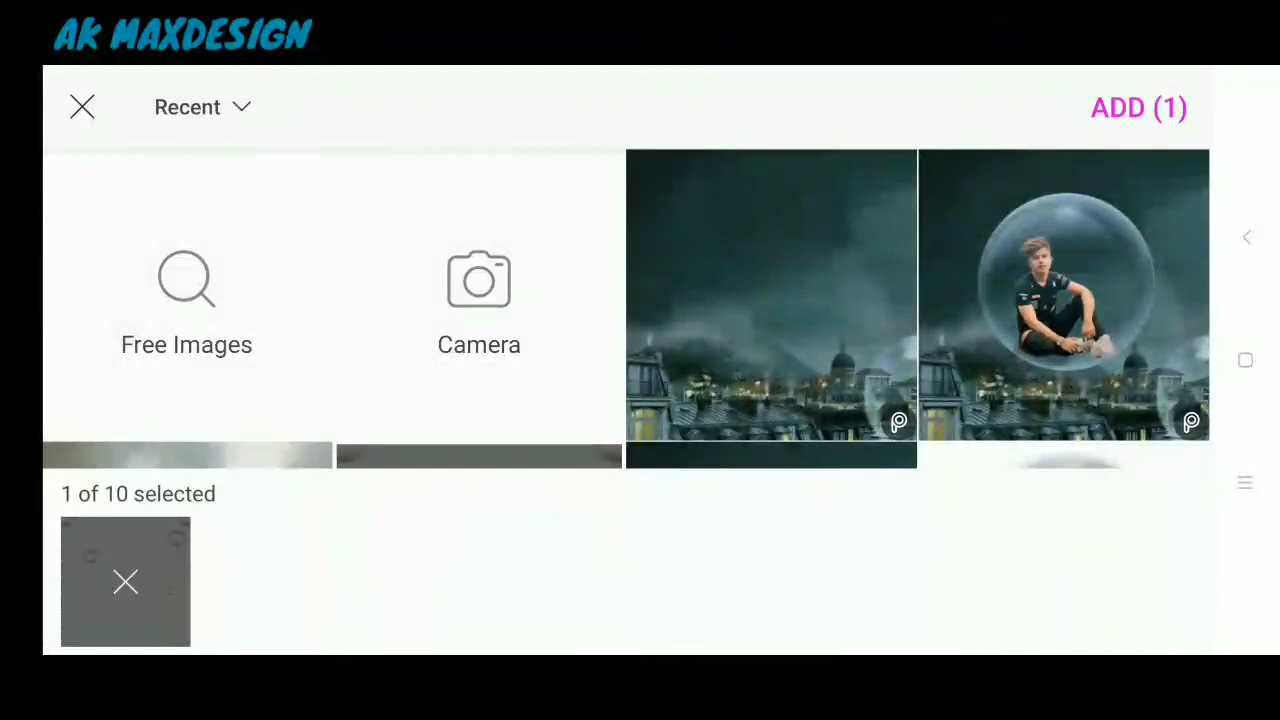 AK MAXDESIGN
Recent
ADD (1)
Free Images
Camera
1 of 10 selected